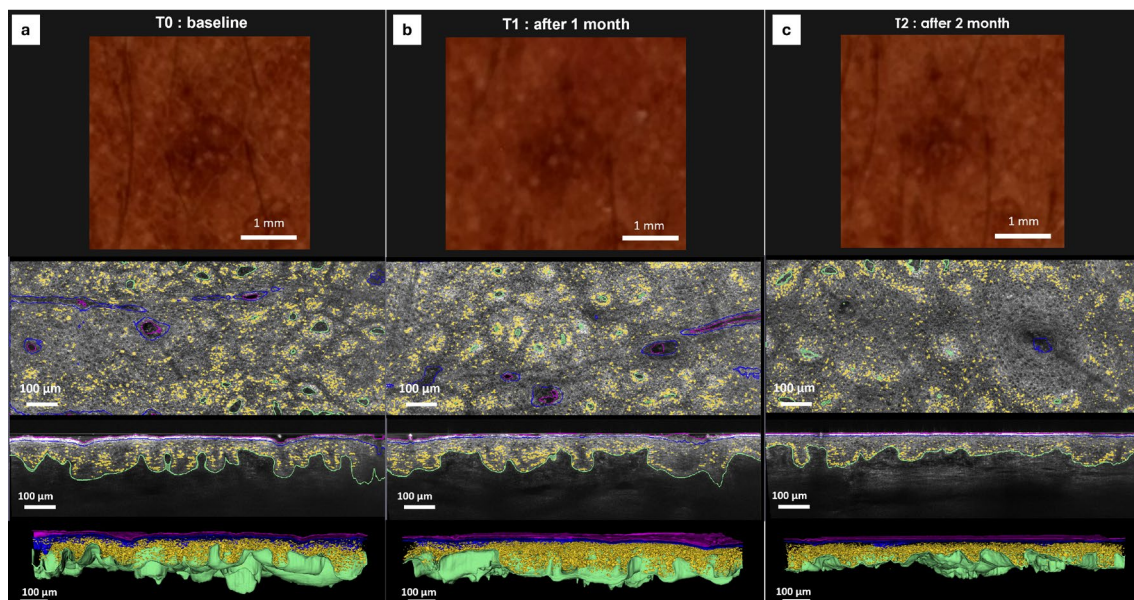 a
T0 : baseline
1 mm
100 µm
100 µm
100 µm
b
T1 : after 1 month
1 mm
100 µm
100 µm
100 µm
c
T2 : after 2 month
1 mm
100 µm
100 µm
100 µm